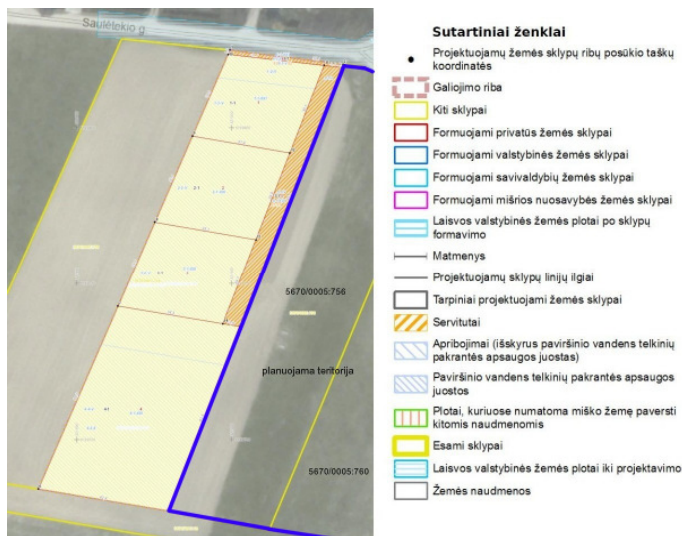 Saulėtekio g.
5670/0005:756
planuojama teritorija
5670/0005:760
Sutartiniai ženklai
Projektuojamų žemės sklypų ribų posūkio taškų
koordinatės
Galiojimo riba
Kiti sklypai
Formuojami privatūs žemės sklypai
Formuojami valstybinės žemės sklypai
Formuojami savivaldybių žemės sklypai
Formuojami mišrios nuosavybės žemės sklypai
Laisvos valstybinės žemės plotai po sklypų
formavimo
Matmenys
Projektuojamų sklypų linijų ilgiai
Tarpiniai projektuojami žemės sklypai
Servitutai
Apribojimai (išskyrus paviršinio vandens telkinių
pakrantės apsaugos juostas)
Paviršinio vandens telkinių pakrantės apsaugos
juostos
Plotai, kuriuose numatoma miško žemę paversti
kitomis naudmenomis
Esami sklypai
Laisvos valstybinės žemės plotai iki projektavimo
Žemės naudmenos